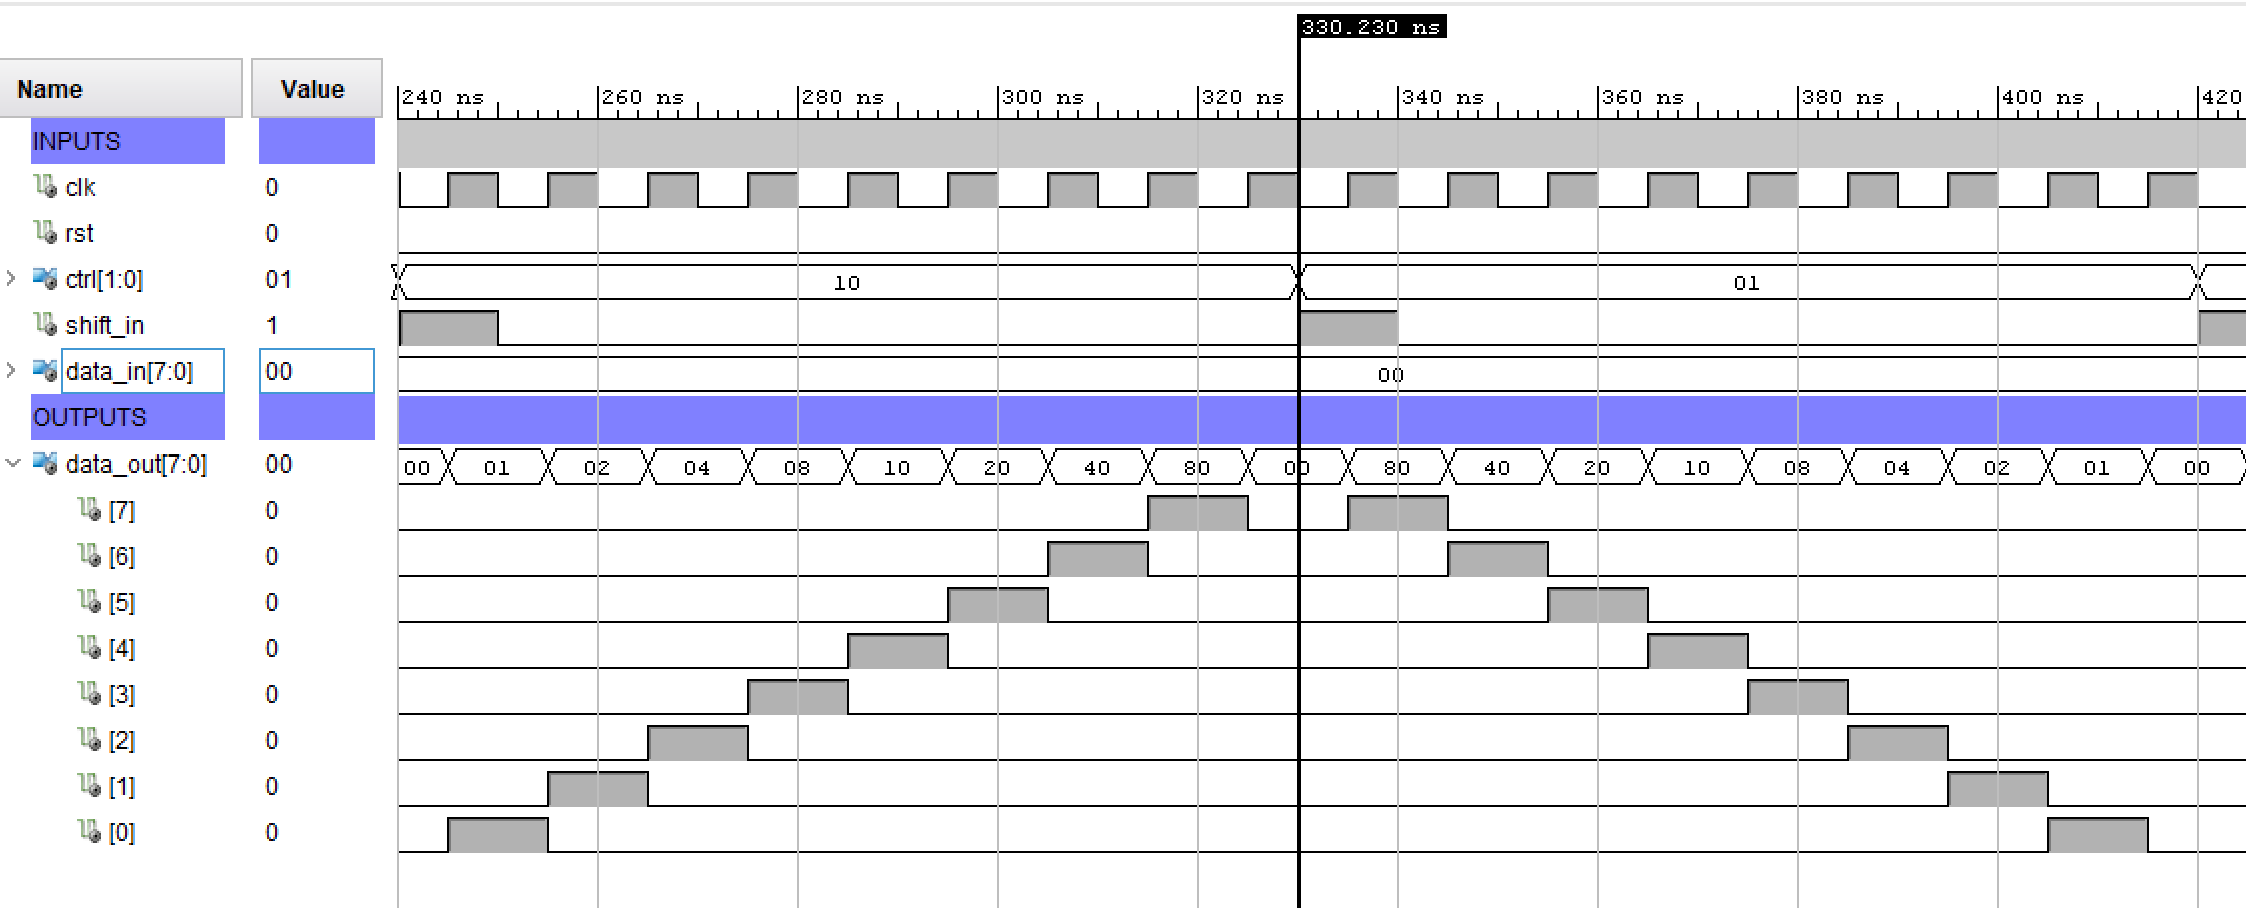 330.230 ns
Name Value 240 ns 260 ns 280 ns 300 ns 320 ns 340 ns 360 ns 380 ns 400 ns 420
INPUTS
clk 0
rst 0
ctrl[1:0] 01 10 01
shift_in 1
data_in[7:0] 00 00
OUTPUTS
data_out[7:0] 00 00 01 02 04 08 10 20 40 80 00 80 40 20 10 08 04 02 01 00
[7] 0
[6] 0
[5] 0
[4] 0
[3] 0
[2] 0
[1] 0
[0] 0